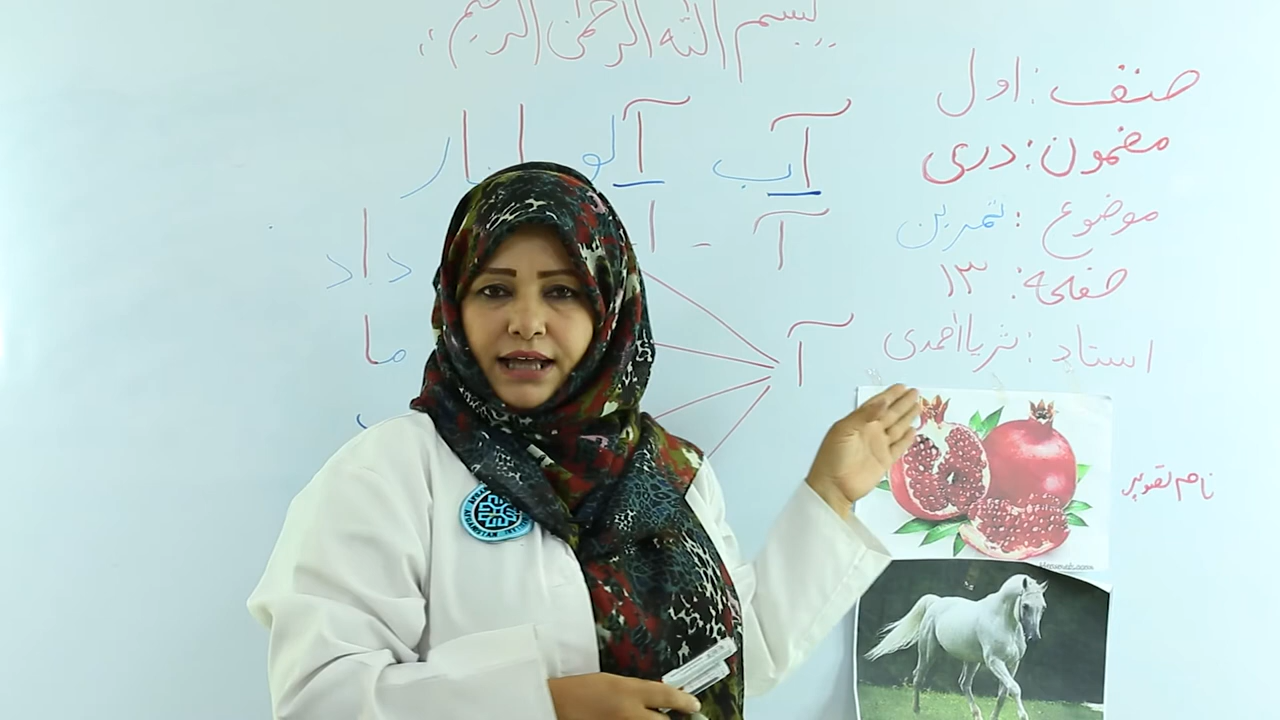 بسم الله الرحمن الرحیم
صنف: اول
مضمون: دری
موضوع: تمرین
صفحه: ۱۳
استاد: ثریا احمدی
آب آلو انار
آ - ا
داد
آ
ما
نام تصویر
AFGHANISTAN